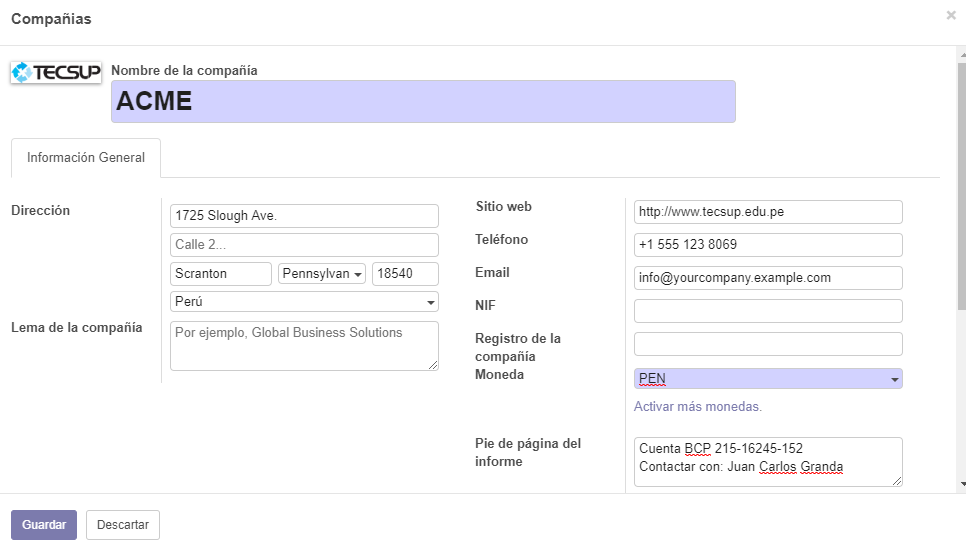 Compañias
×
TECSUP
Nombre de la compañía
ACME
Información General
Dirección
1725 Slough Ave.
Calle 2...
Scranton
Pennsylvan
18540
Perú
Lema de la compañía
Por ejemplo, Global Business Solutions
Sitio web
http://www.tecsup.edu.pe
Teléfono
+1 555 123 8069
Email
info@yourcompany.example.com
NIF
Registro de la
compañía
Moneda
PEN
Activar más monedas.
Pie de página del
informe
Cuenta BCP 215-16245-152
Contactar con: Juan Carlos Granda
Guardar
Descartar